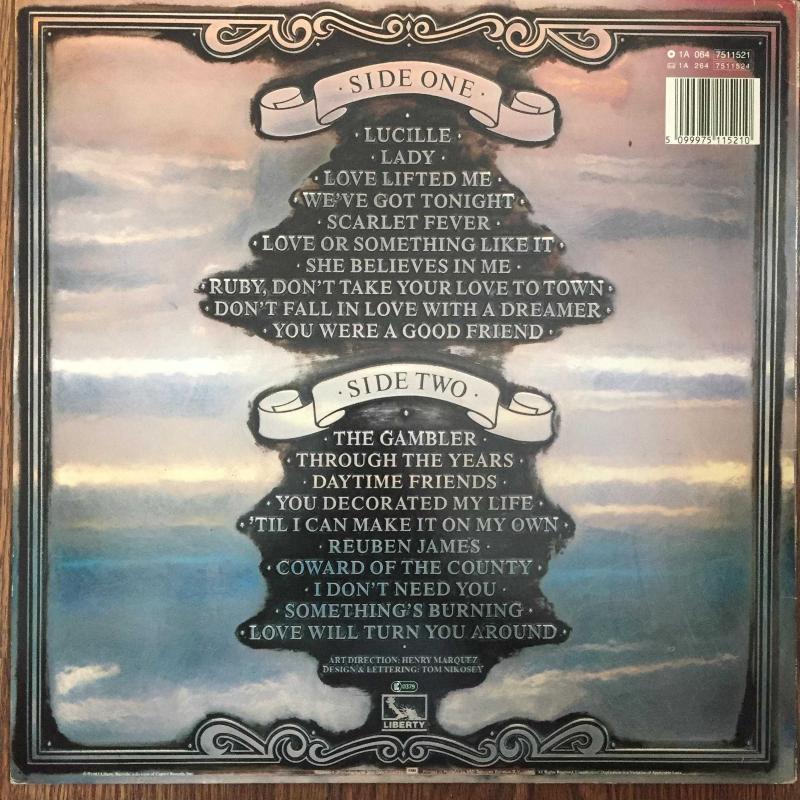 1A 064 7511521
1A 264 7511524
5 099975 115210
· SIDE ONE ·
· LUCILLE ·
· LADY ·
· LOVE LIFTED ME ·
· WE'VE GOT TONIGHT ·
· SCARLET FEVER ·
· LOVE OR SOMETHING LIKE IT ·
· SHE BELIEVES IN ME ·
· RUBY, DON'T TAKE YOUR LOVE TO TOWN ·
· DON'T FALL IN LOVE WITH A DREAMER ·
· YOU WERE A GOOD FRIEND ·
· SIDE TWO ·
· THE GAMBLER ·
· THROUGH THE YEARS ·
· DAYTIME FRIENDS ·
· YOU DECORATED MY LIFE ·
· 'TIL I CAN MAKE IT ON MY OWN ·
· REUBEN JAMES ·
· COWARD OF THE COUNTY ·
· I DON'T NEED YOU ·
· SOMETHING'S BURNING ·
· LOVE WILL TURN YOU AROUND ·
ART DIRECTION: HENRY MARQUEZ
DESIGN & LETTERING: TOM NIKOSEY
0379
LIBERTY